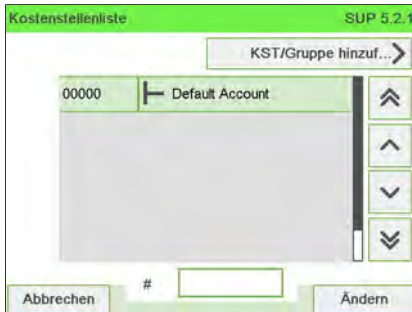 Kostenstellenliste SUP 5.2.1
KST/Gruppe hinzuf...
00000 Default Account
#
Abbrechen Ändern